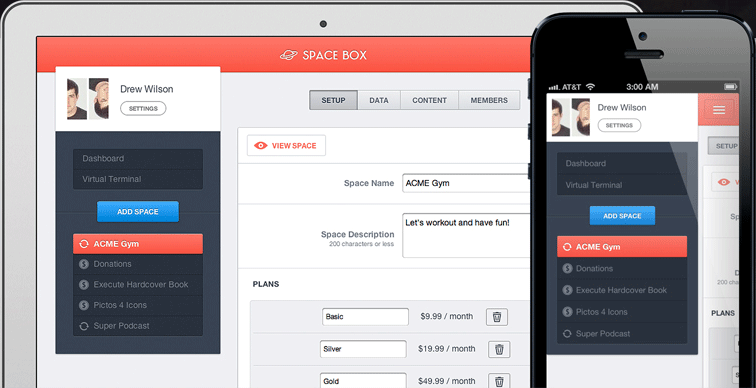 SPACE BOX
Drew Wilson
SETTINGS
SETUP DATA CONTENT MEMBERS
VIEW SPACE
Dashboard
Virtual Terminal
ADD SPACE
ACME Gym
Donations
Execute Hardcover Book
Pictos 4 Icons
Super Podcast
Space Name ACME Gym
Space Description Let's workout and have fun!
200 characters or less
PLANS
Basic $9.99 / month
Silver $19.99 / month
Gold $49.99 / month
AT&T 3:00 AM
Drew Wilson
SETTINGS
SETUP
Dashboard
Virtual Terminal
ADD SPACE
ACME Gym
Donations
Execute Hardcover Book
Pictos 4 Icons
Super Podcast
200 char
PLANS